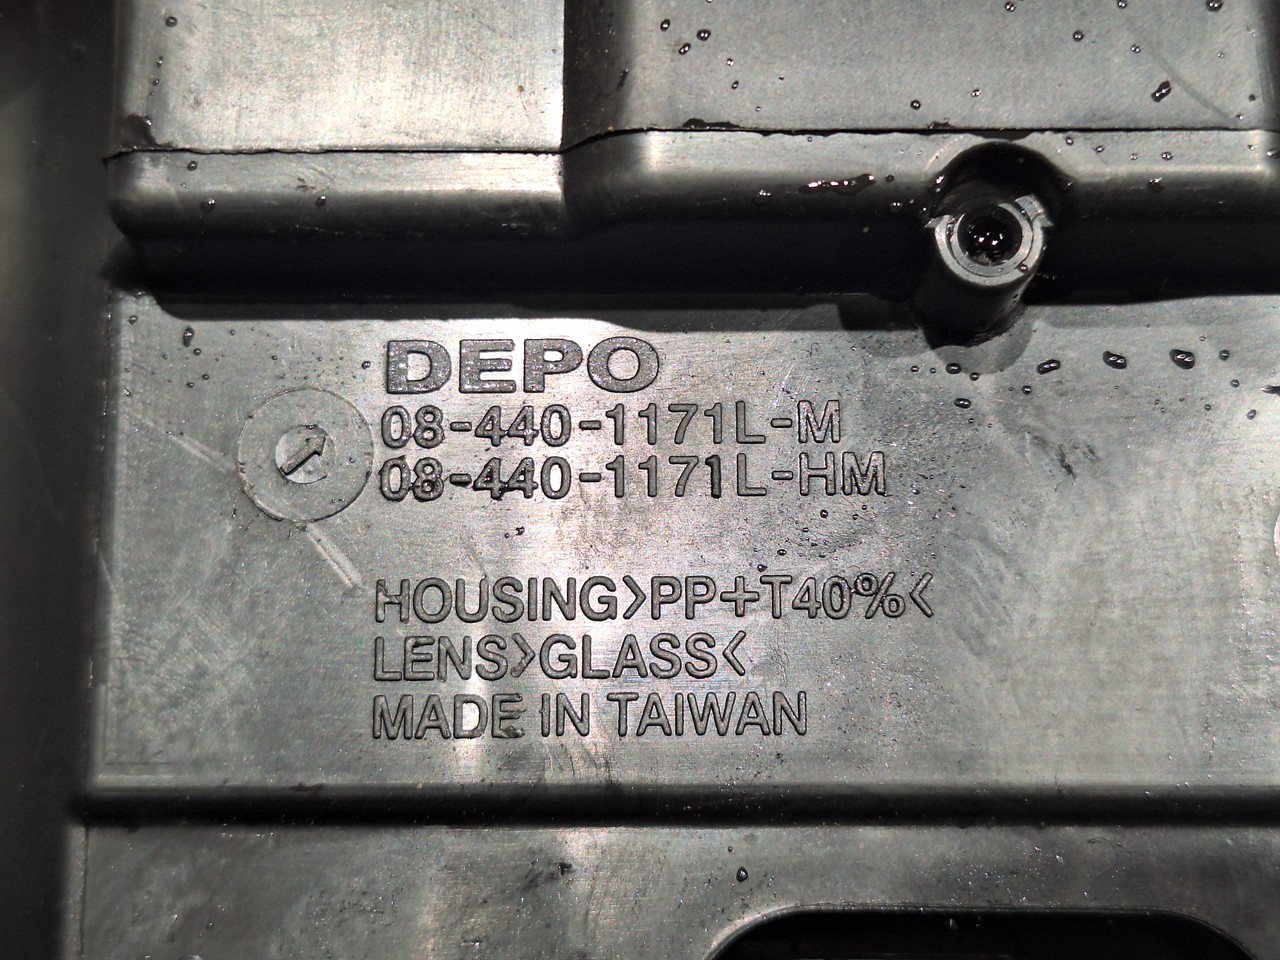 DEPO
08-440-1171L-M
08-440-1171L-HM
HOUSING>PP+T40%<
LENS>GLASS<
MADE IN TAIWAN